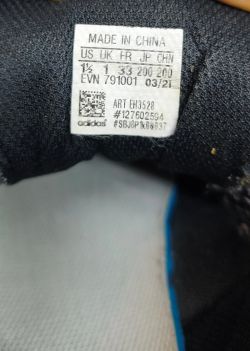 MADE IN CHINA
US UK FR JP CHN
1½ 1 33 200 200
EVN 791001 03/21
ART EH3528
#127602594
adidas